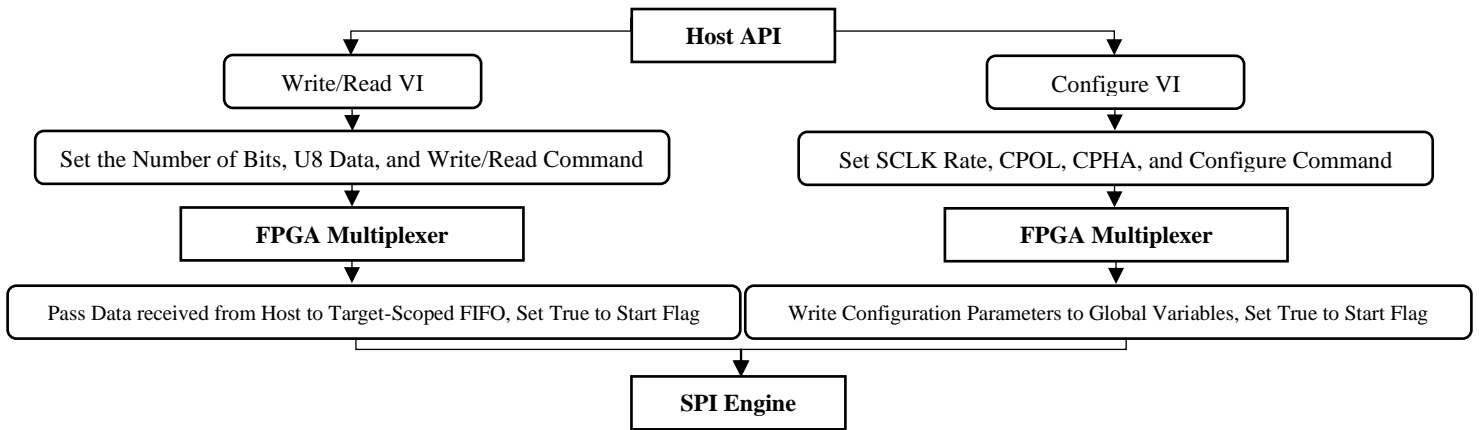 Host API
Write/Read VI
Configure VI
Set the Number of Bits, U8 Data, and Write/Read Command
Set SCLK Rate, CPOL, CPHA, and Configure Command
FPGA Multiplexer
FPGA Multiplexer
Pass Data received from Host to Target-Scoped FIFO, Set True to Start Flag
Write Configuration Parameters to Global Variables, Set True to Start Flag
SPI Engine